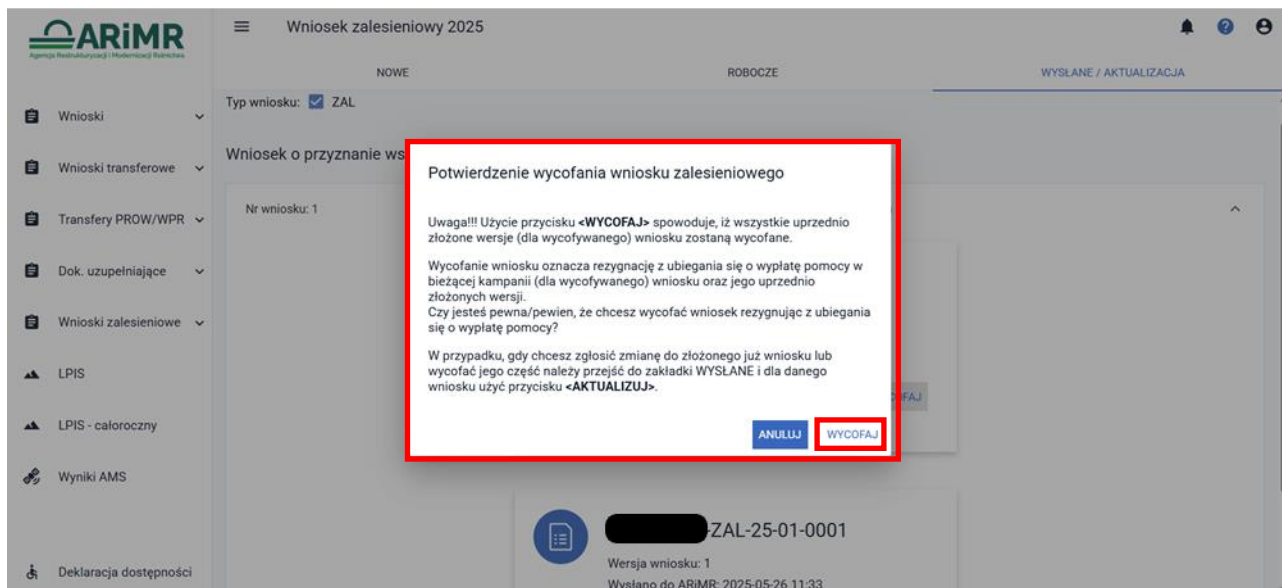 ARiMR
Agencja Restrukturyzacji i Modernizacji Rolnictwa
Wniosek zalesieniowy 2025
NOWE
ROBOCZE
WYSŁANE / AKTUALIZACJA
Wnioski
Wnioski transferowe
Transfery PROW/WPR
Dok. uzupełniające
Wnioski zalesieniowe
LPIS
LPIS - całoroczny
Wyniki AMS
Deklaracja dostępności
Typ wniosku: ZAL
Wniosek o przyznanie
Nr wniosku: 1
Potwierdzenie wycofania wniosku zalesieniowego
Uwaga!!! Użycie przycisku <WYCOFAJ> spowoduje, iż wszystkie uprzednio
złożone wersje (dla wycofywanego) wniosku zostaną wycofane.
Wycofanie wniosku oznacza rezygnację z ubiegania się o wypłatę pomocy w
bieżącej kampanii (dla wycofywanego) wniosku oraz jego uprzednio
złożonych wersji.
Czy jesteś pewna/pewien, że chcesz wycofać wniosek rezygnując z ubiegania
się o wypłatę pomocy?
W przypadku, gdy chcesz zgłosić zmianę do złożonego już wniosku lub
wycofać jego część należy przejść do zakładki WYSŁANE i dla danego
wniosku użyć przycisku <AKTUALIZUJ>.
ANULUJ
WYCOFAJ
-ZAL-25-01-0001
Wersja wniosku: 1
Wysłano do ARiMR: 2025-05-26 11:33